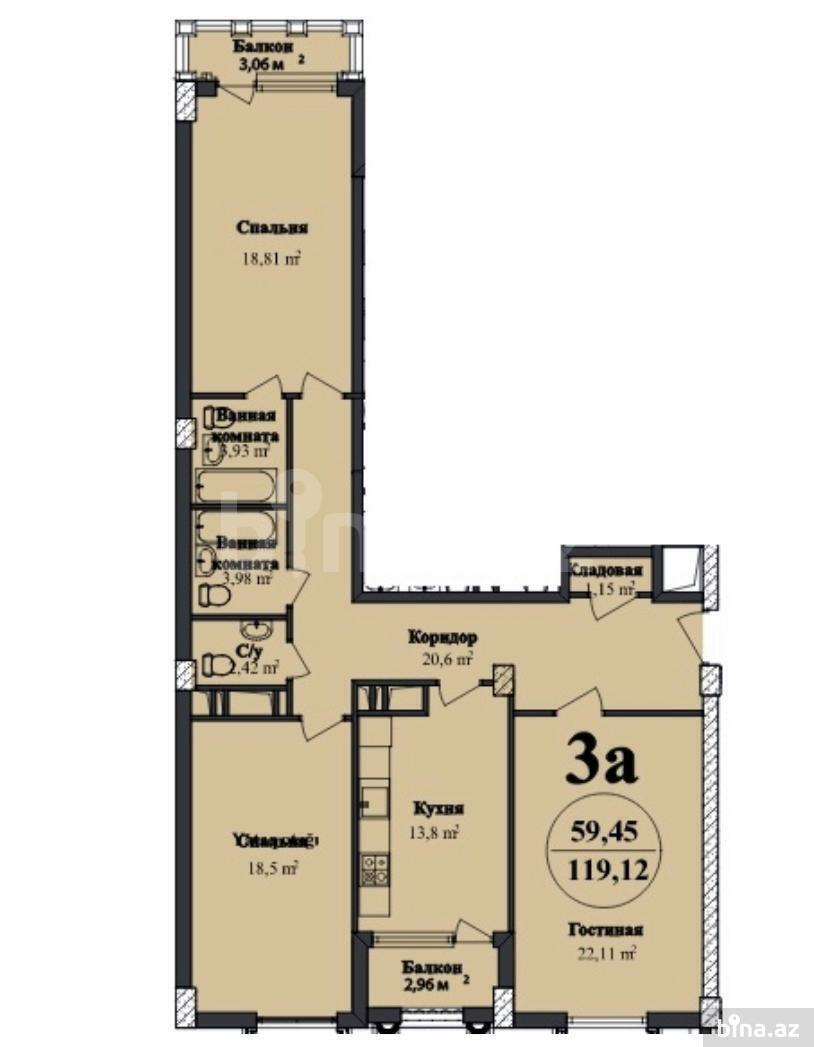 Балкон
3,06 м 2
Спальня
18,81 m²
Ванная
комната
3,93 m²
Ванная
комната
3,98 m²
Кладовая
1,15 m²
С/у
2,42 m²
Коридор
20,6 m²
3a
Кухня
13,8 m²
59,45
119,12
Спальня
18,5 m²
Гостиная
22,11 m²
Балкон
2,96 м 2
bina.az